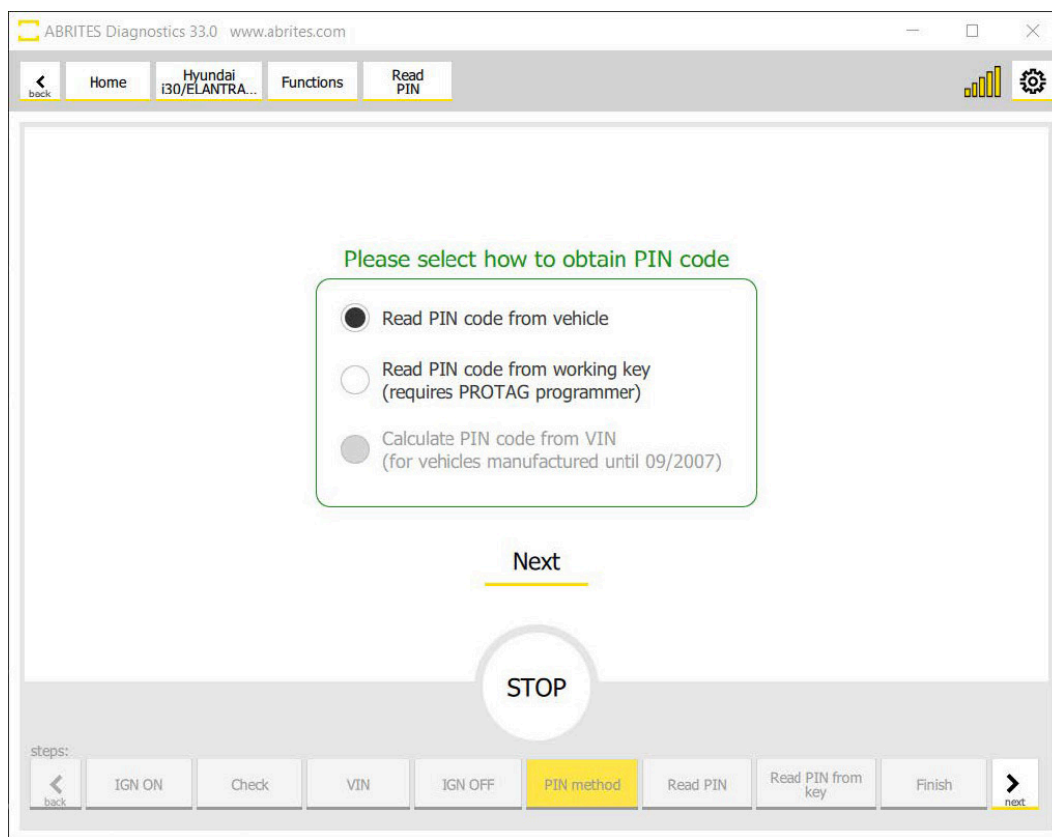 ABRITES Diagnostics 33.0 www.abrites.com
back
Home
Hyundai
i30/ELANTRA...
Functions
Read
PIN
Please select how to obtain PIN code
Read PIN code from vehicle
Read PIN code from working key
(requires PROTAG programmer)
Calculate PIN code from VIN
(for vehicles manufactured until 09/2007)
Next
STOP
steps:
back
IGN ON
Check
VIN
IGN OFF
PIN method
Read PIN
Read PIN from
key
Finish
next